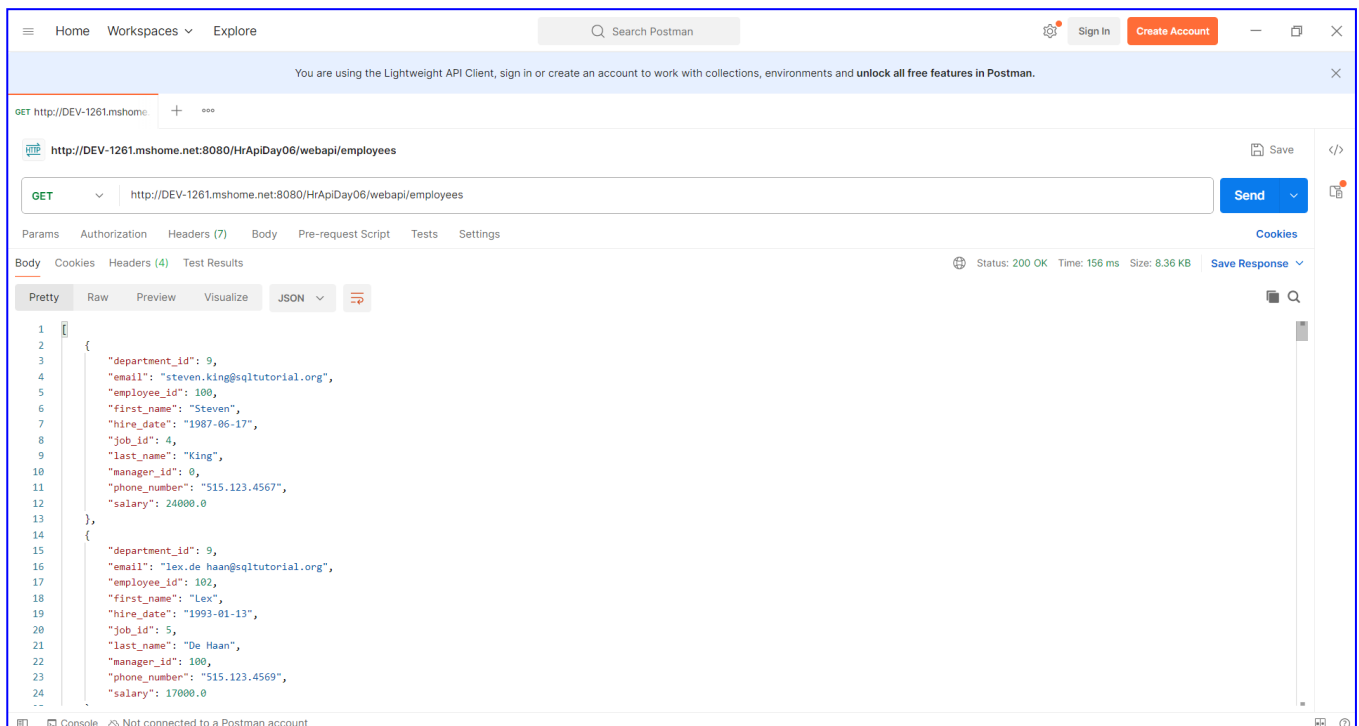 Home Workspaces Explore Search Postman Sign In Create Account
You are using the Lightweight API Client, sign in or create an account to work with collections, environments and unlock all free features in Postman.
GET http://DEV-1261.mshome.
HTTP http://DEV-1261.mshome.net:8080/HrApiDay06/webapi/employees Save </>
GET http://DEV-1261.mshome.net:8080/HrApiDay06/webapi/employees Send
Params Authorization Headers (7) Body Pre-request Script Tests Settings Cookies
Body Cookies Headers (4) Test Results Status: 200 OK Time: 156 ms Size: 8.36 KB Save Response
Pretty Raw Preview Visualize JSON
1 [
2 {
3 "department_id": 9,
4 "email": "steven.king@sqltutorial.org",
5 "employee_id": 100,
6 "first_name": "Steven",
7 "hire_date": "1987-06-17",
8 "job_id": 4,
9 "last_name": "King",
10 "manager_id": 0,
11 "phone_number": "515.123.4567",
12 "salary": 24000.0
13 },
14 {
15 "department_id": 9,
16 "email": "lex.de haan@sqltutorial.org",
17 "employee_id": 102,
18 "first_name": "Lex",
19 "hire_date": "1993-01-13",
20 "job_id": 5,
21 "last_name": "De Haan",
22 "manager_id": 100,
23 "phone_number": "515.123.4569",
24 "salary": 17000.0
Console Not connected to a Postman account